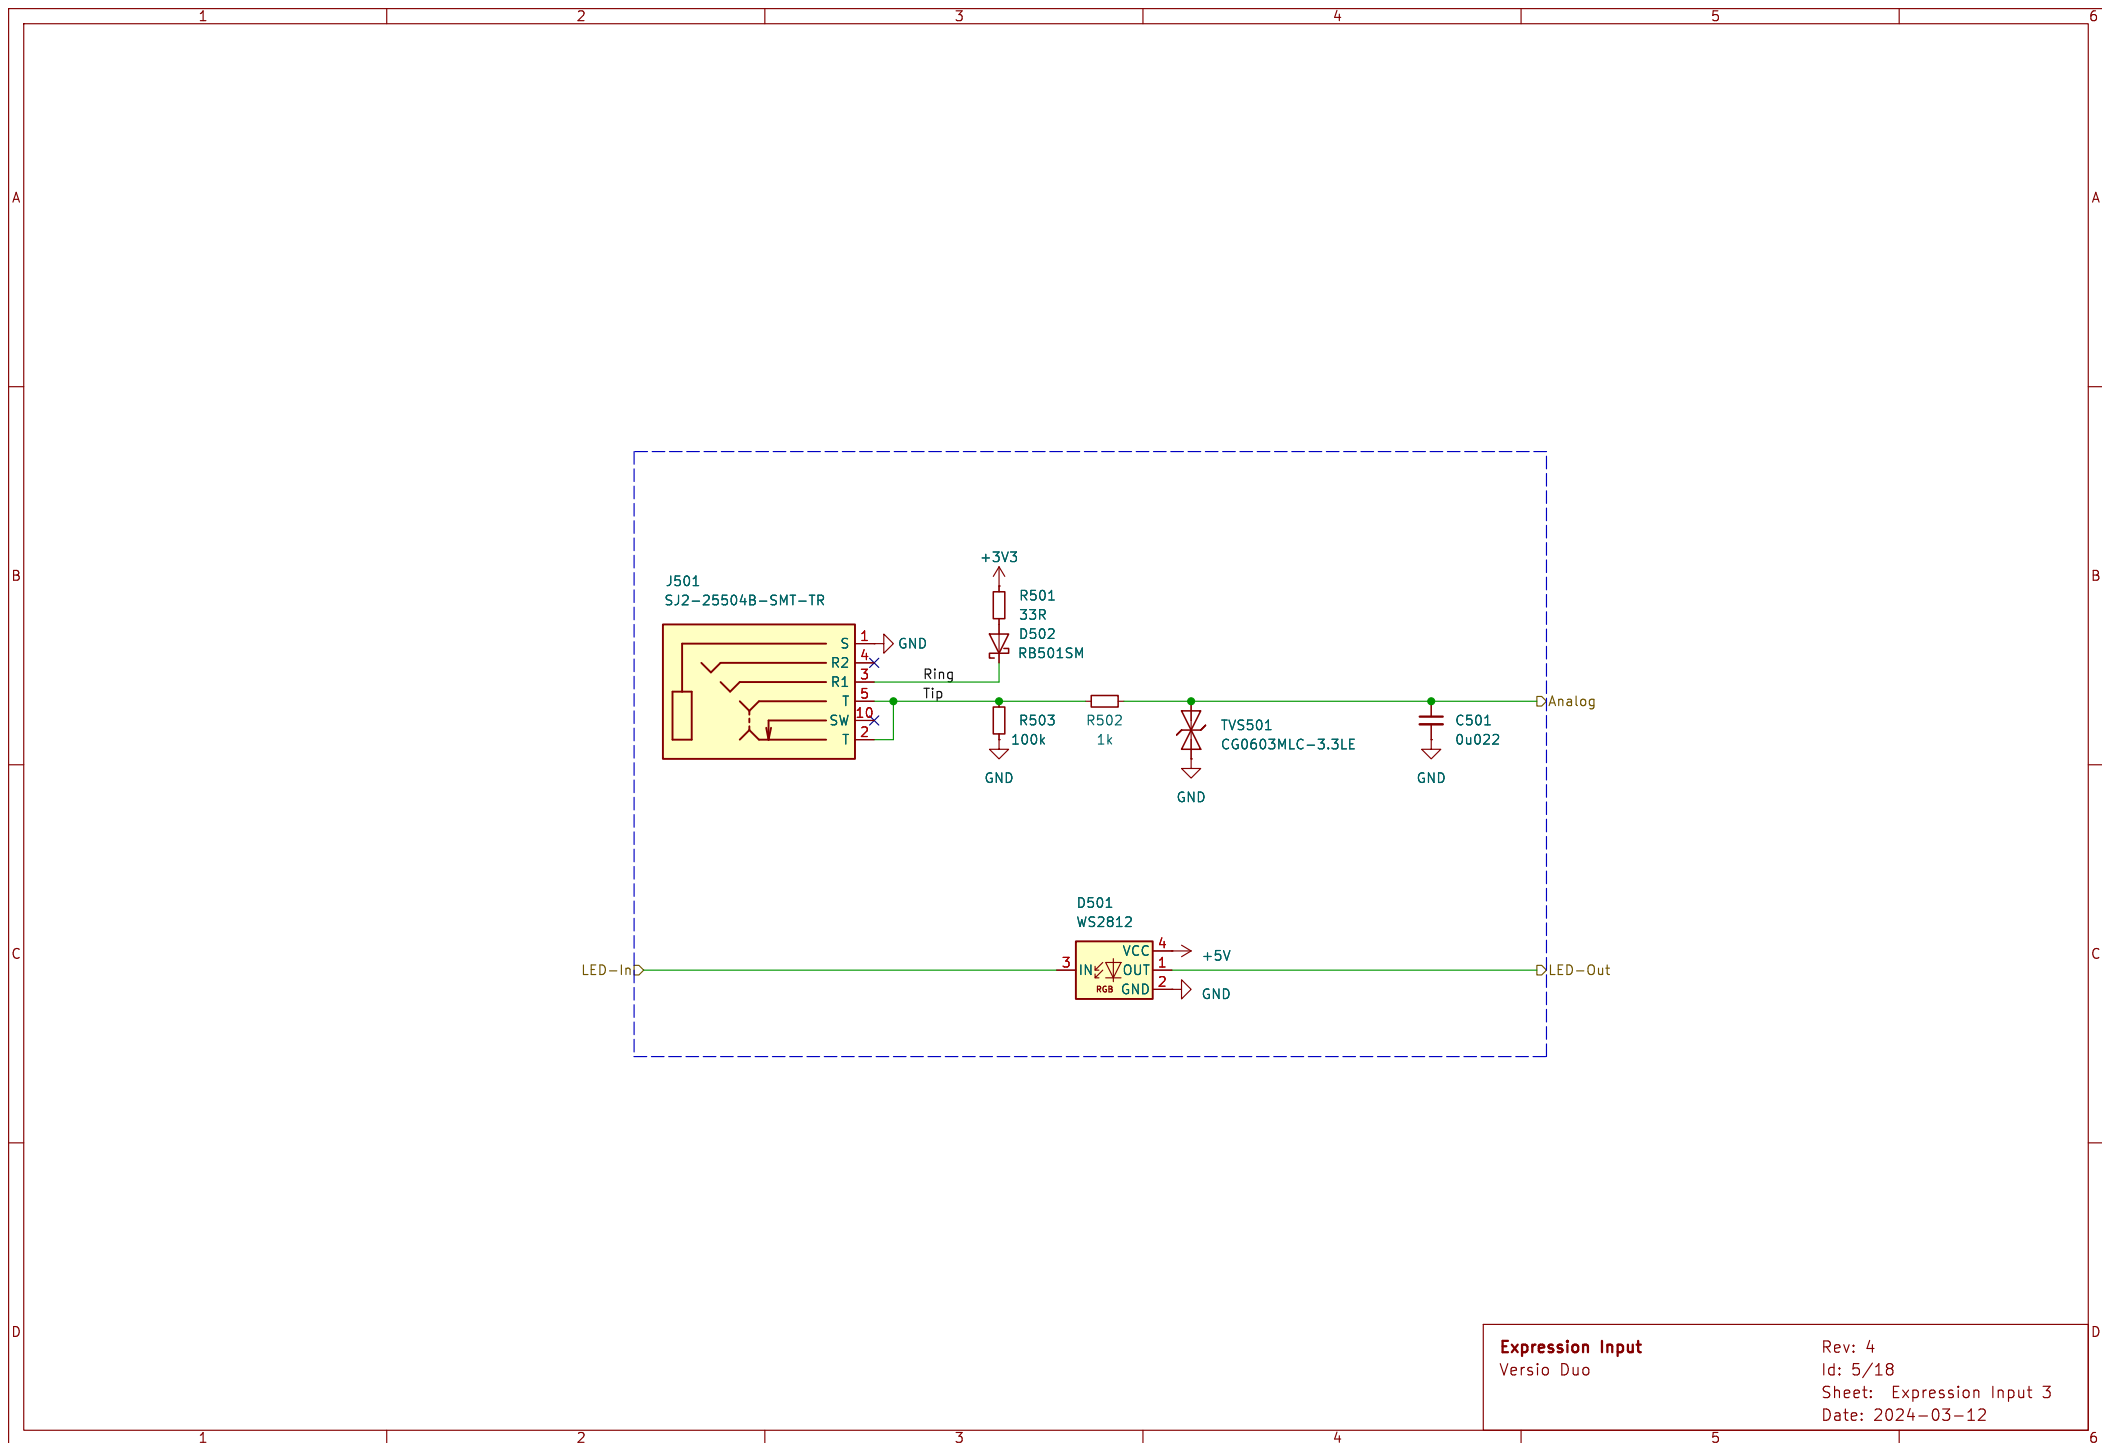 1 2 3 4 5 6
A A
+3V3
B B
J501
SJ2-25504B-SMT-TR
R501
33R
D502
RB501SM
S 1 GND
R2 4
R1 3 Ring
T 5 Tip
SW 10
T 2
Analog
R503
100k
GND
R502
1k
TVS501
CG0603MLC-3.3LE
GND
C501
0u022
GND
D501
WS2812
C C
VCC 4 +5V
LED-In 3 IN OUT 1 LED-Out
RGB GND 2 GND
D D
Expression Input
Versio Duo
Rev: 4
Id: 5/18
Sheet: Expression Input 3
Date: 2024-03-12
1 2 3 4 5 6